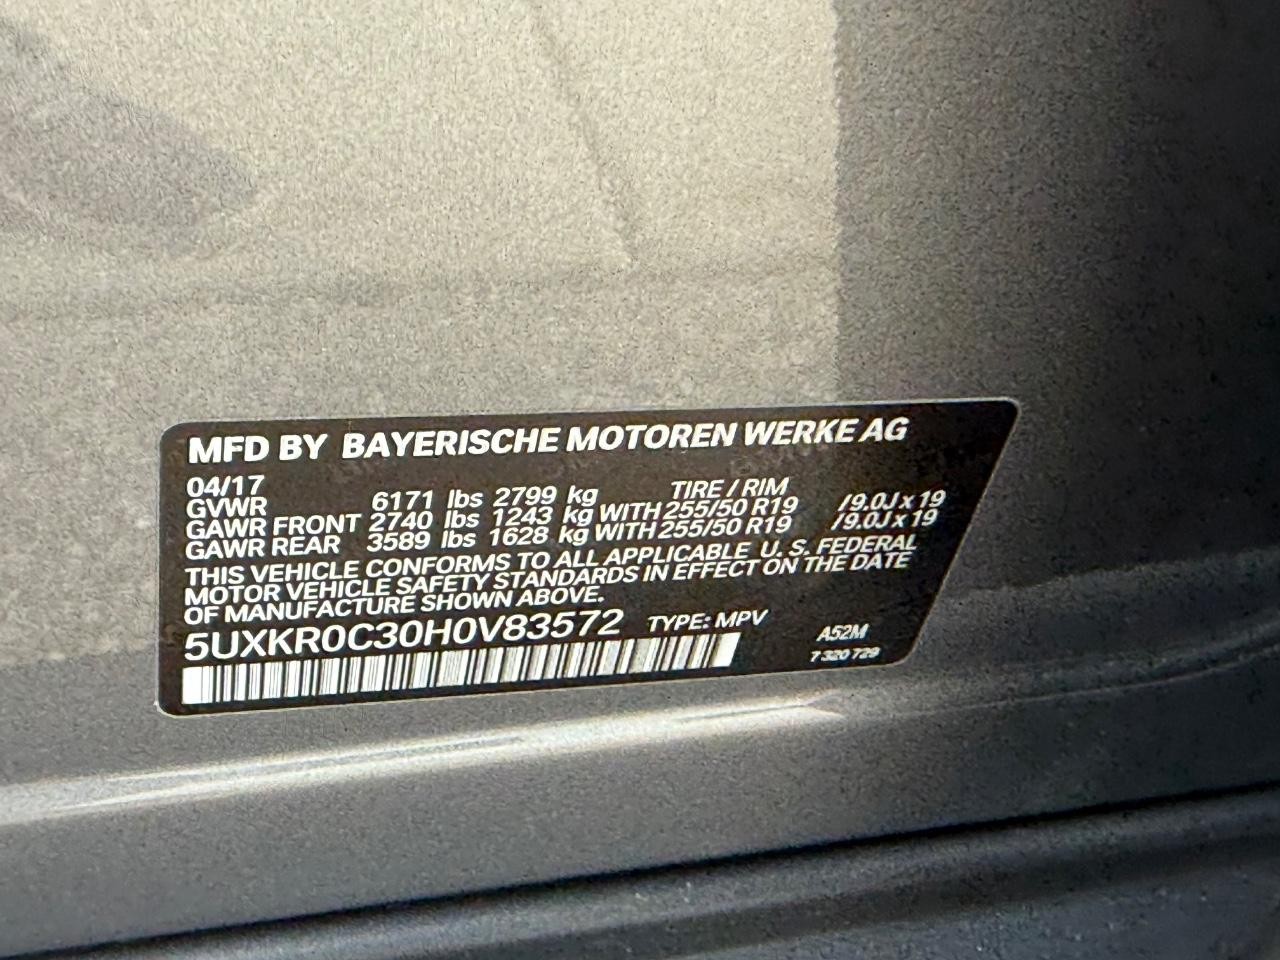 MFD BY BAYERISCHE MOTOREN WERKE AG
04/17
GVWR 6171 lbs 2799 kg TIRE / RIM
GAWR FRONT 2740 lbs 1243 kg WITH 255/50 R19 /9.0J x 19
GAWR REAR 3589 lbs 1628 kg WITH 255/50 R19 /9.0J x 19
THIS VEHICLE CONFORMS TO ALL APPLICABLE U. S. FEDERAL
MOTOR VEHICLE SAFETY STANDARDS IN EFFECT ON THE DATE
OF MANUFACTURE SHOWN ABOVE.
5UXKR0C30H0V83572 TYPE: MPV
A52M
7 320 729